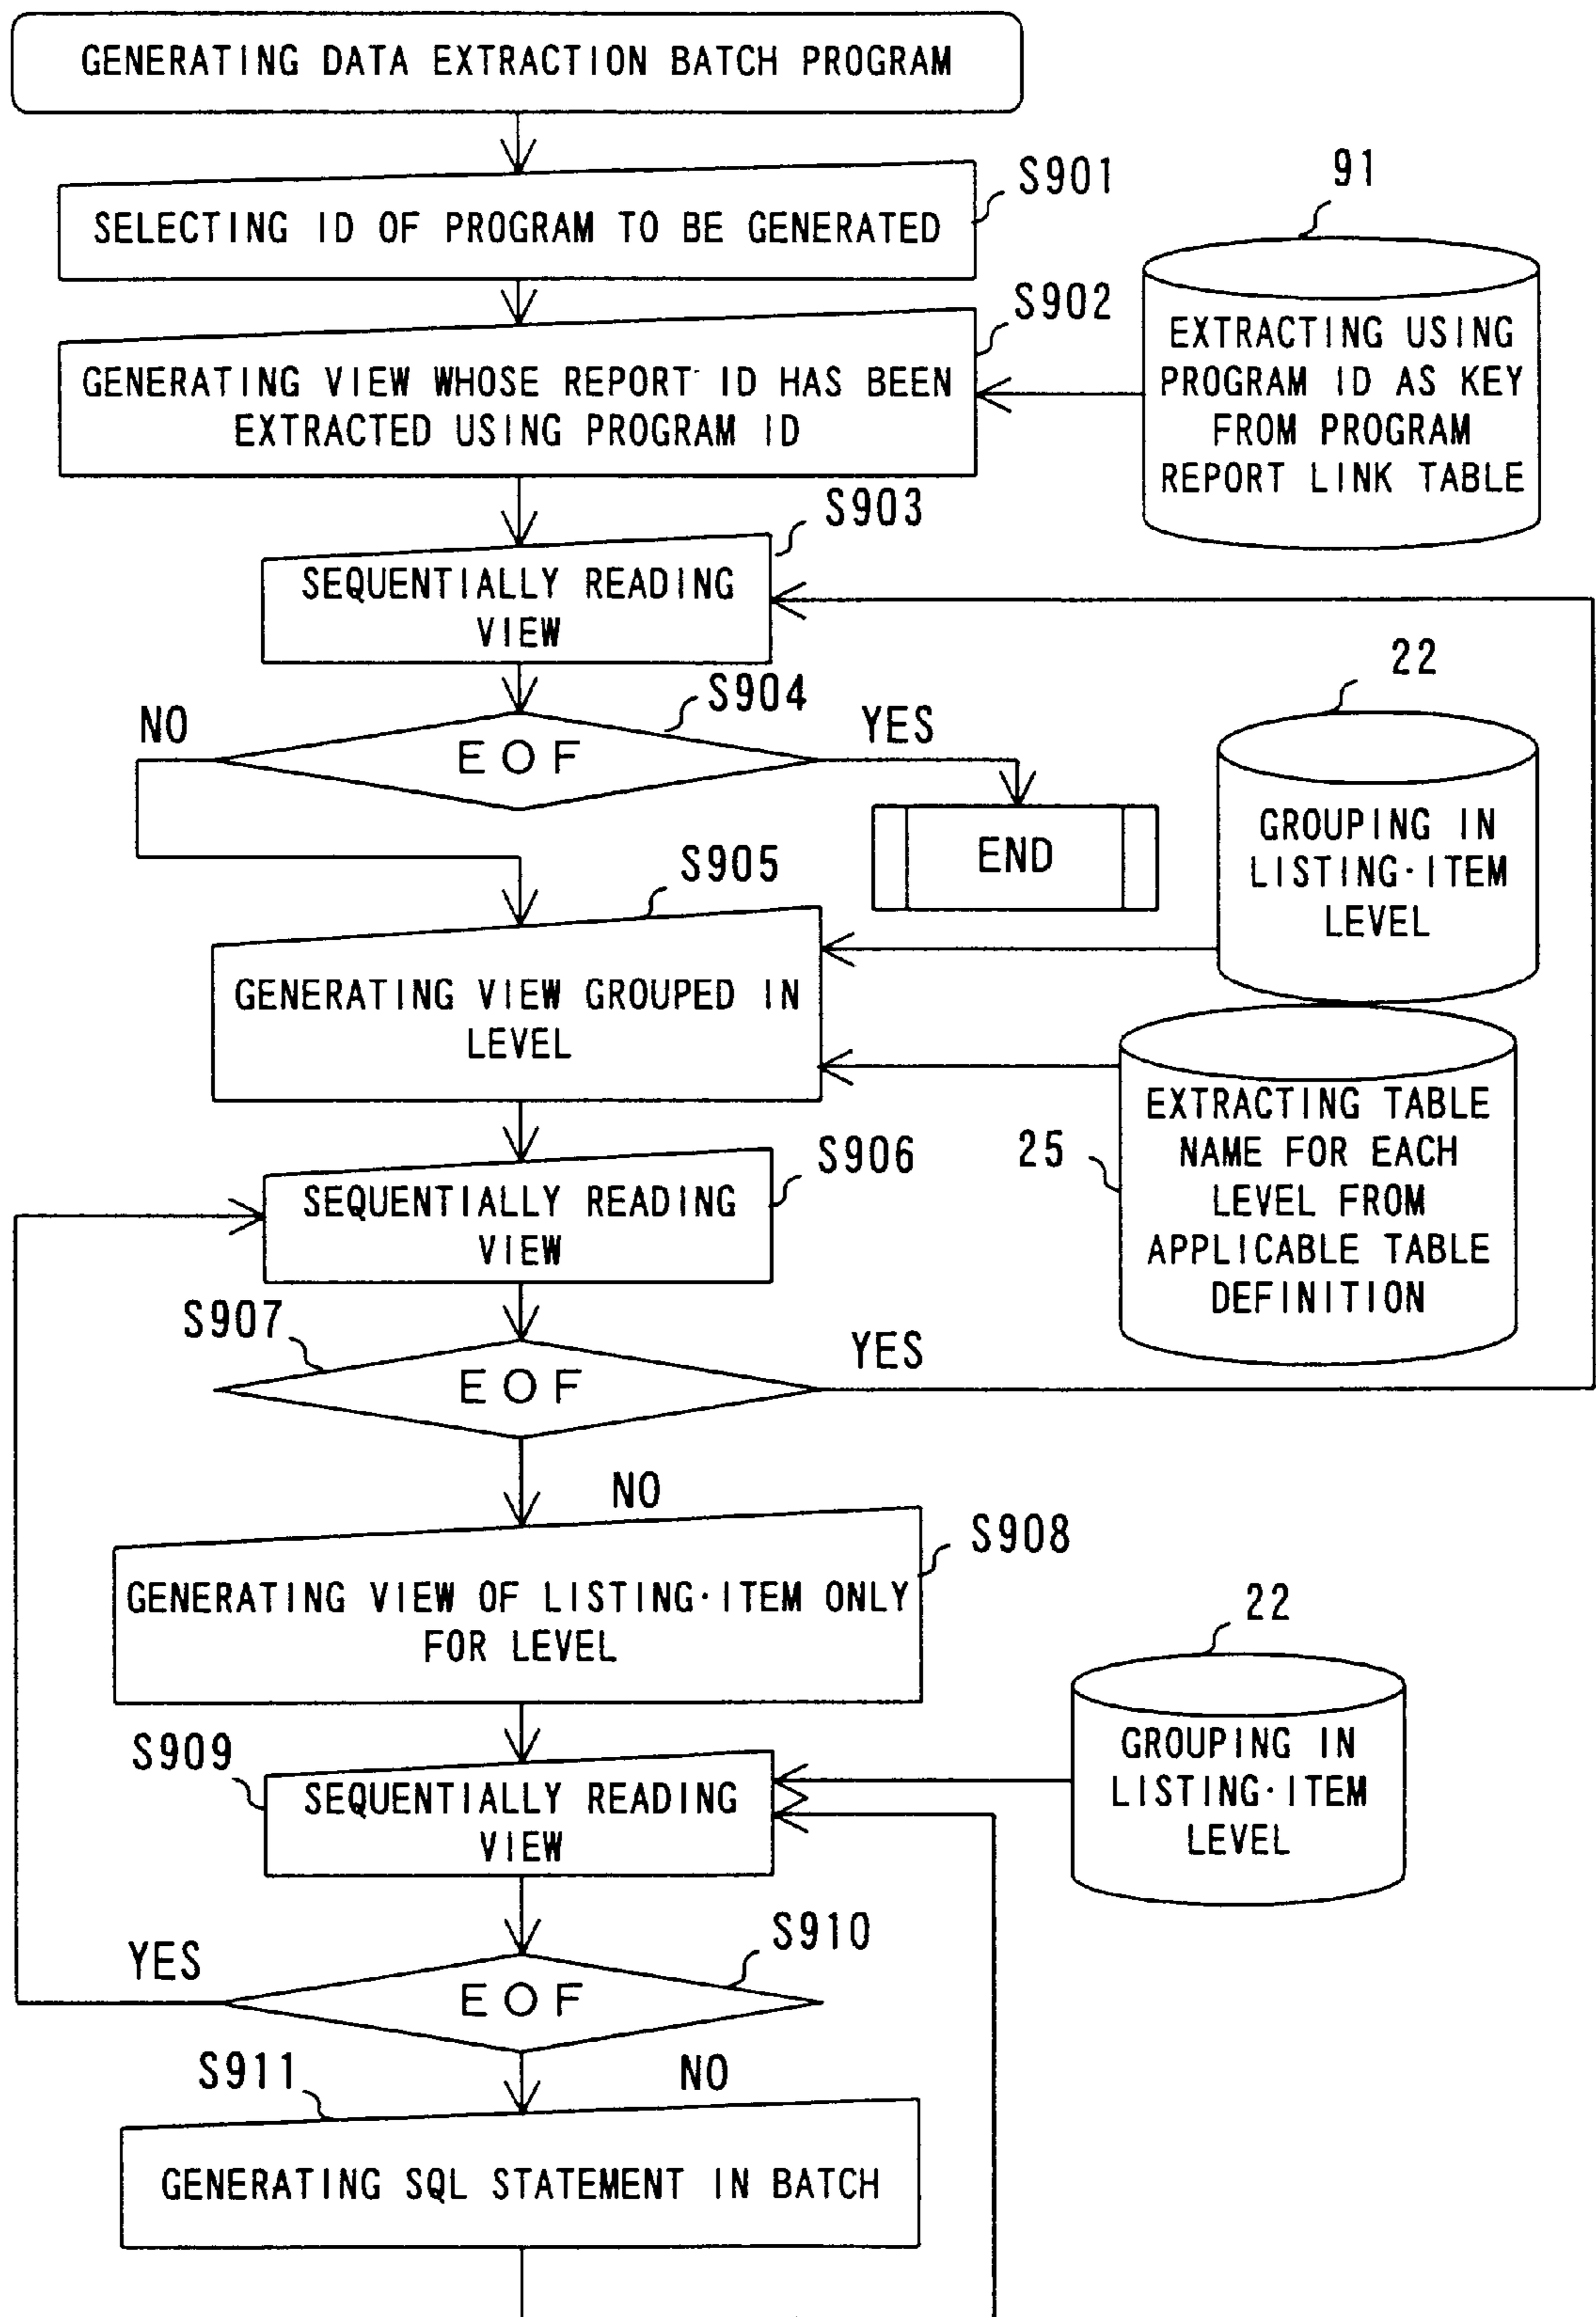 GENERATING DATA EXTRACTION BATCH PROGRAM
S901
SELECTING ID OF PROGRAM TO BE GENERATED
91
S902
GENERATING VIEW WHOSE REPORT ID HAS BEEN
EXTRACTED USING PROGRAM ID
EXTRACTING USING
PROGRAM ID AS KEY
FROM PROGRAM
REPORT LINK TABLE
S903
SEQUENTIALLY READING
VIEW
S904
NO
EOF
YES
END
22
GROUPING IN
LISTING·ITEM
LEVEL
S905
GENERATING VIEW GROUPED IN
LEVEL
25
EXTRACTING TABLE
NAME FOR EACH
LEVEL FROM
APPLICABLE TABLE
DEFINITION
S906
SEQUENTIALLY READING
VIEW
S907
EOF
YES
NO
S908
GENERATING VIEW OF LISTING·ITEM ONLY
FOR LEVEL
22
GROUPING IN
LISTING·ITEM
LEVEL
S909
SEQUENTIALLY READING
VIEW
S910
YES
EOF
NO
S911
GENERATING SQL STATEMENT IN BATCH